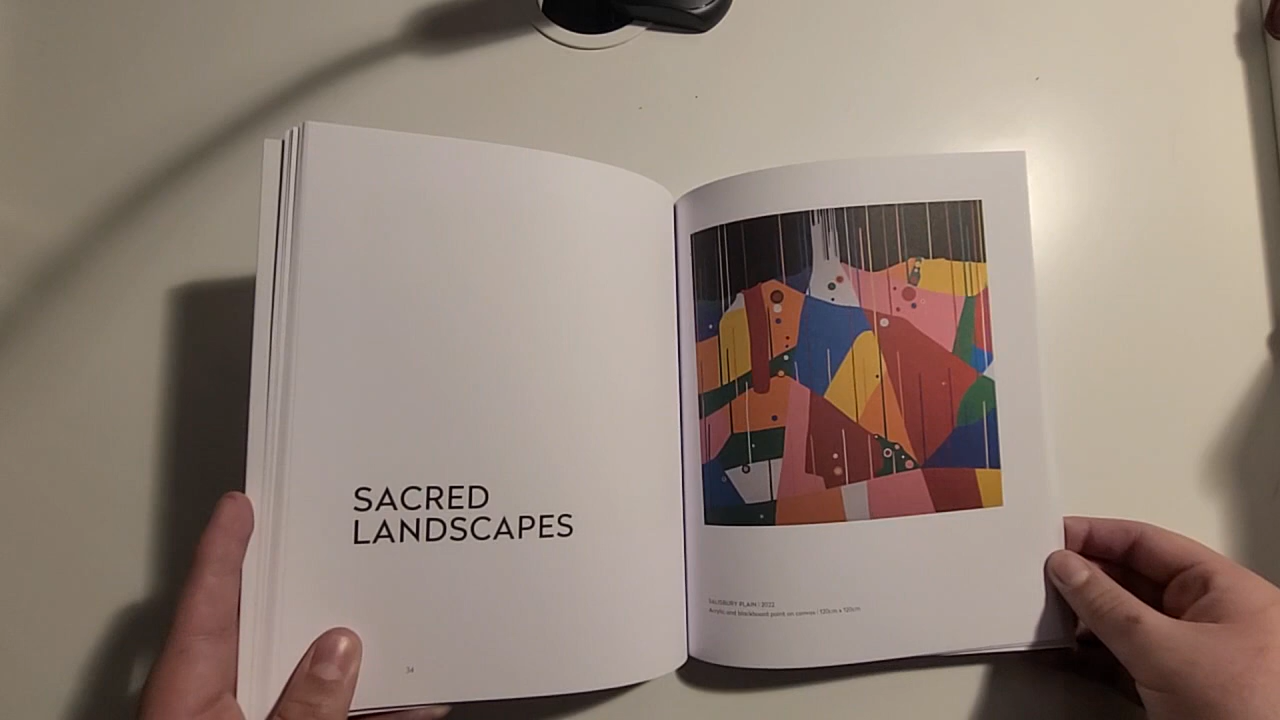 SACRED
LANDSCAPES
34
SALISBURY PLAIN | 2022
Acrylic and blackboard paint on canvas | 120cm x 120cm